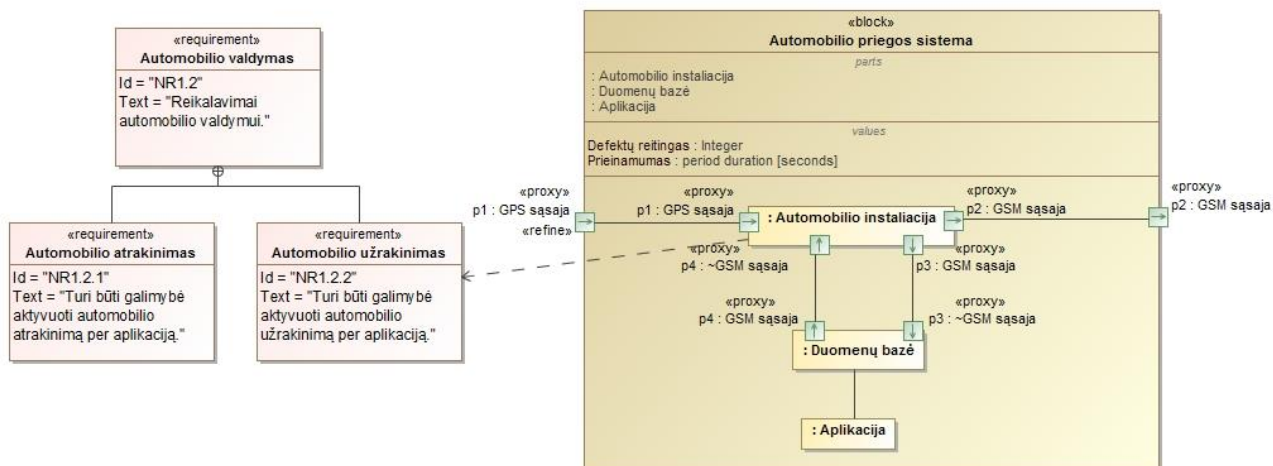 «requirement»
Automobilio valdymas
Id = "NR1.2"
Text = "Reikalavimai
automobilio valdymui."
«requirement»
Automobilio atrakinimas
Id = "NR1.2.1"
Text = "Turi būti galimybė
aktyvuoti automobilio
atrakinimą per aplikaciją."
«requirement»
Automobilio užrakinimas
Id = "NR1.2.2"
Text = "Turi būti galimybė
aktyvuoti automobilio
užrakinimą per aplikaciją."
«block»
Automobilio priegos sistema
parts
: Automobilio instaliacija
: Duomenų bazė
: Aplikacija
values
Defektų reitingas : Integer
Prieinamumas : period duration [seconds]
«proxy»
p1 : GPS sąsaja
«refine»
«proxy»
p1 : GPS sąsaja
: Automobilio instaliacija
«proxy»
p2 : GSM sąsaja
«proxy»
p2 : GSM sąsaja
«proxy»
p4 : ~GSM sąsaja
«proxy»
p3 : GSM sąsaja
«proxy»
p4 : GSM sąsaja
«proxy»
p3 : ~GSM sąsaja
: Duomenų bazė
: Aplikacija